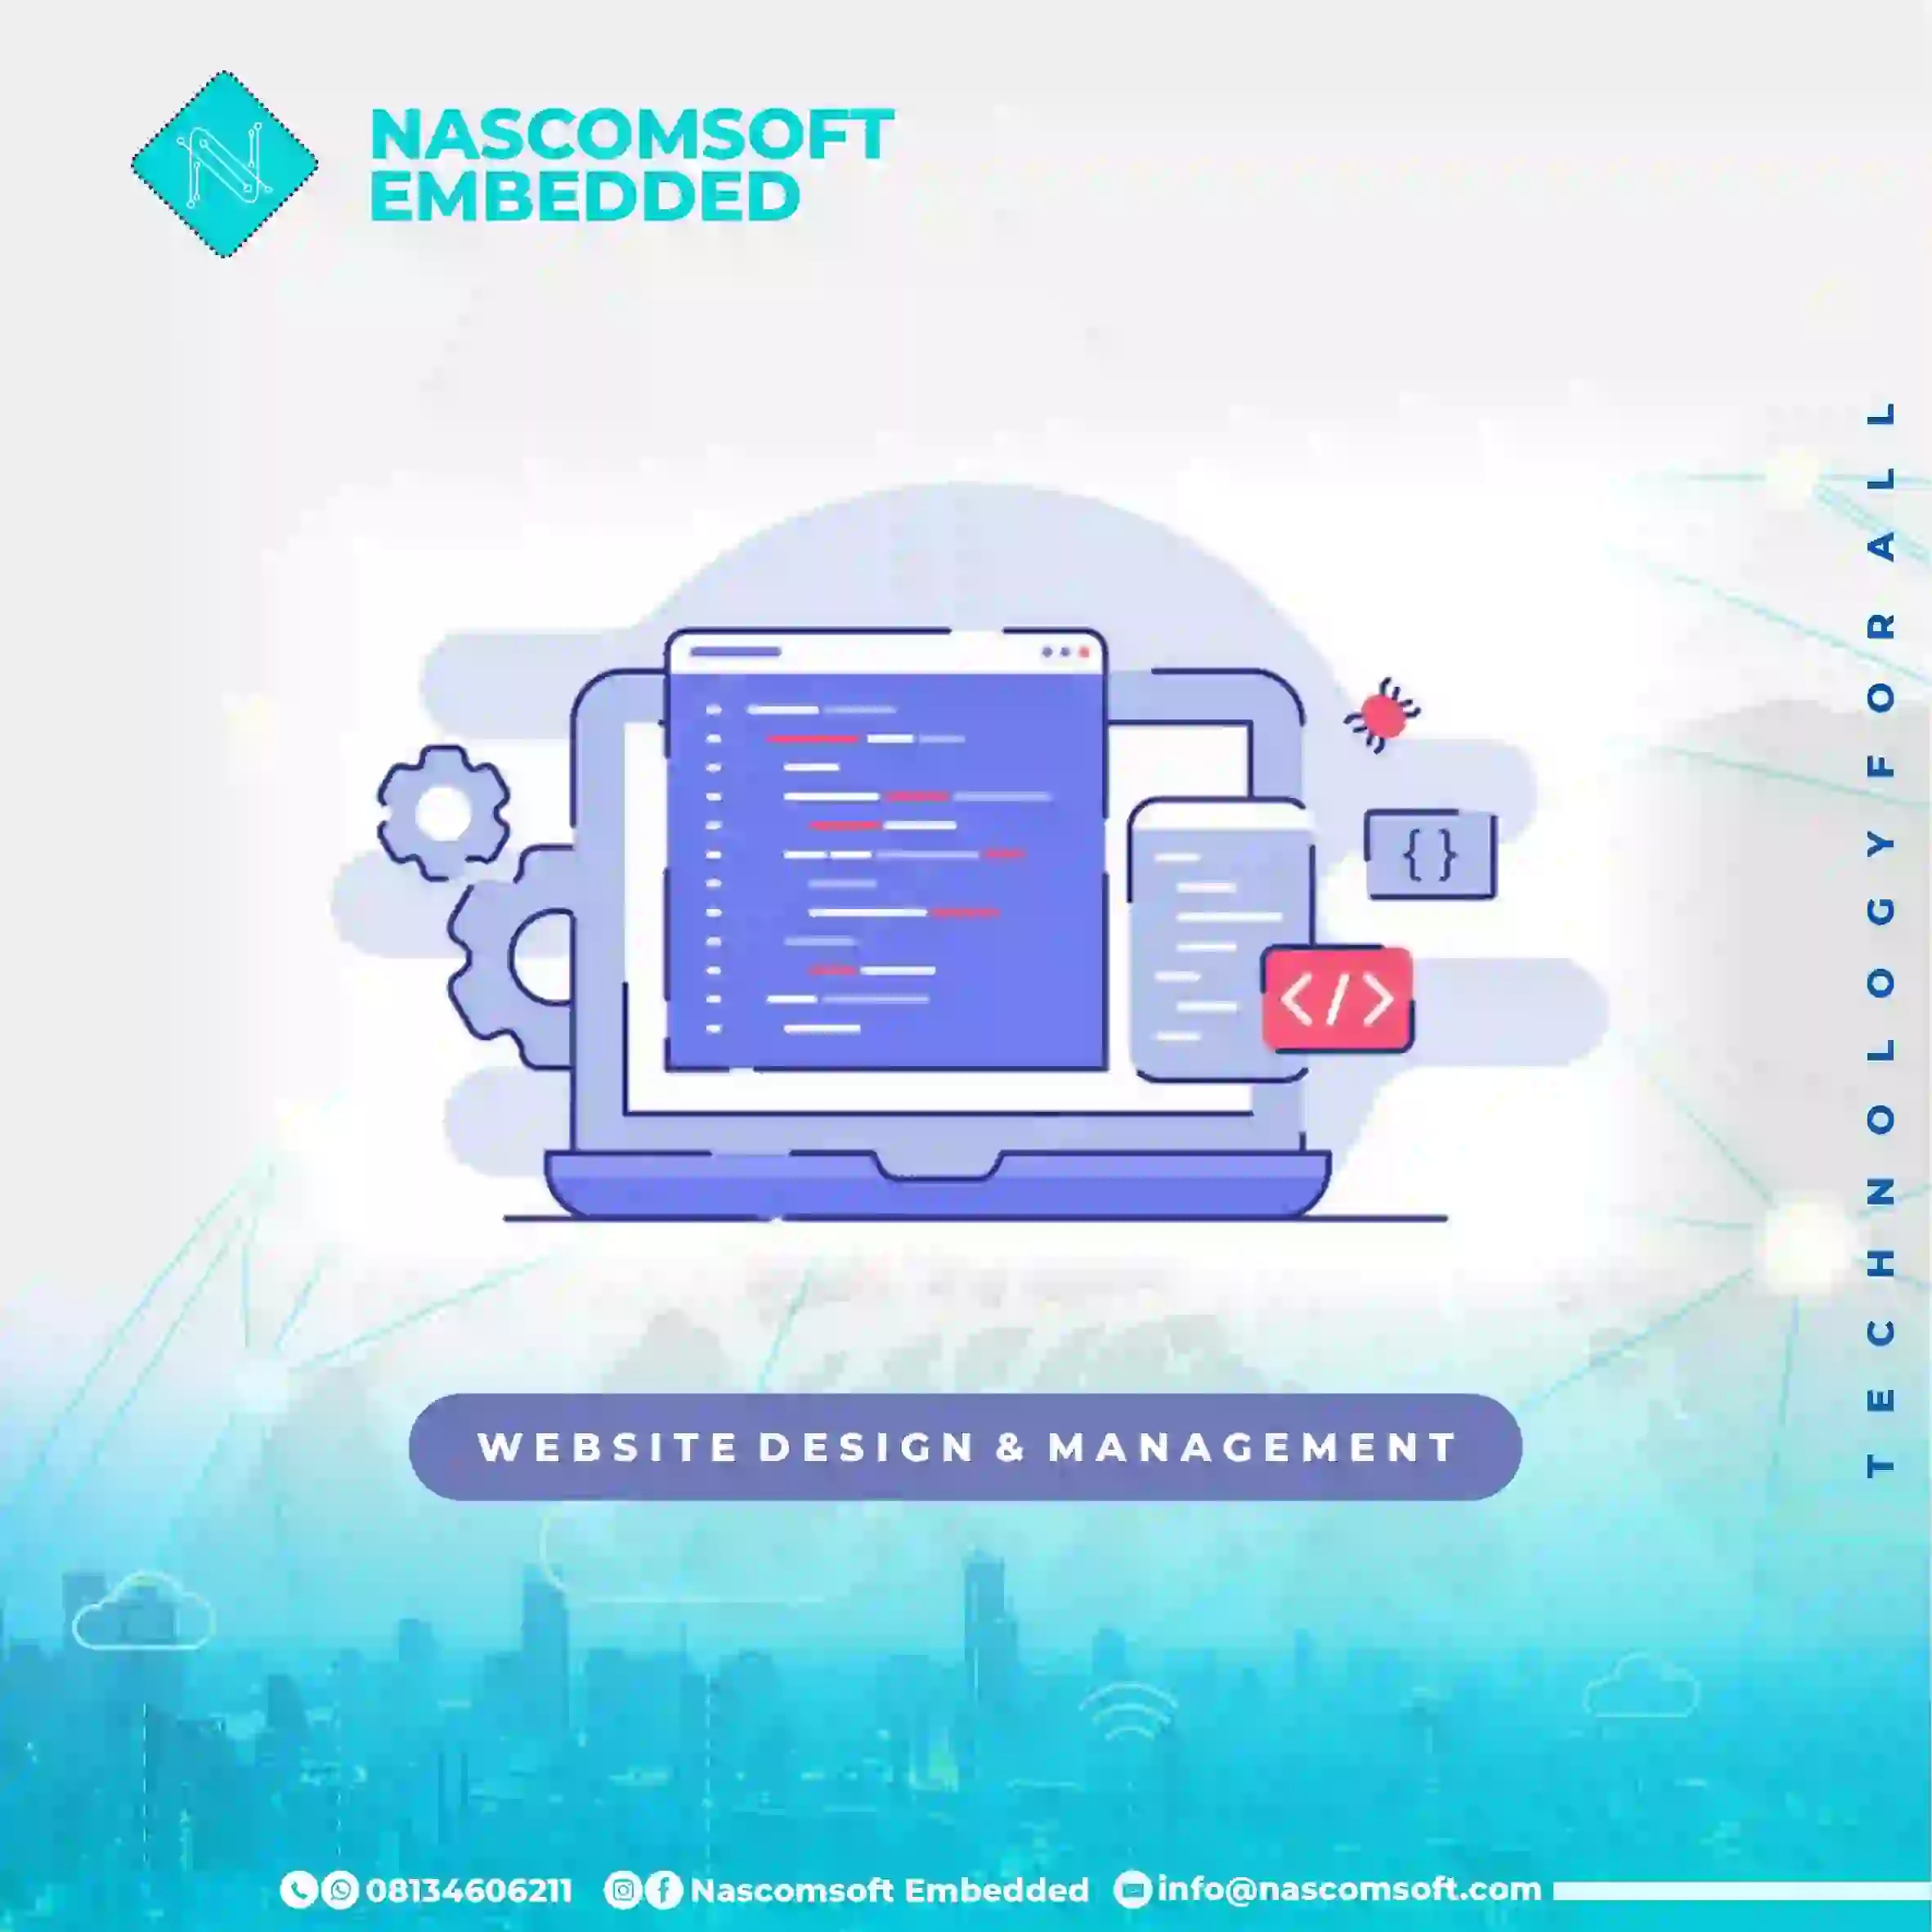 NASCOMSOFT
EMBEDDED
TECHNOLOGY FOR ALL
{}
</>
WEBSITE DESIGN & MANAGEMENT
08134606211 Nascomsoft Embedded info@nascomsoft.com